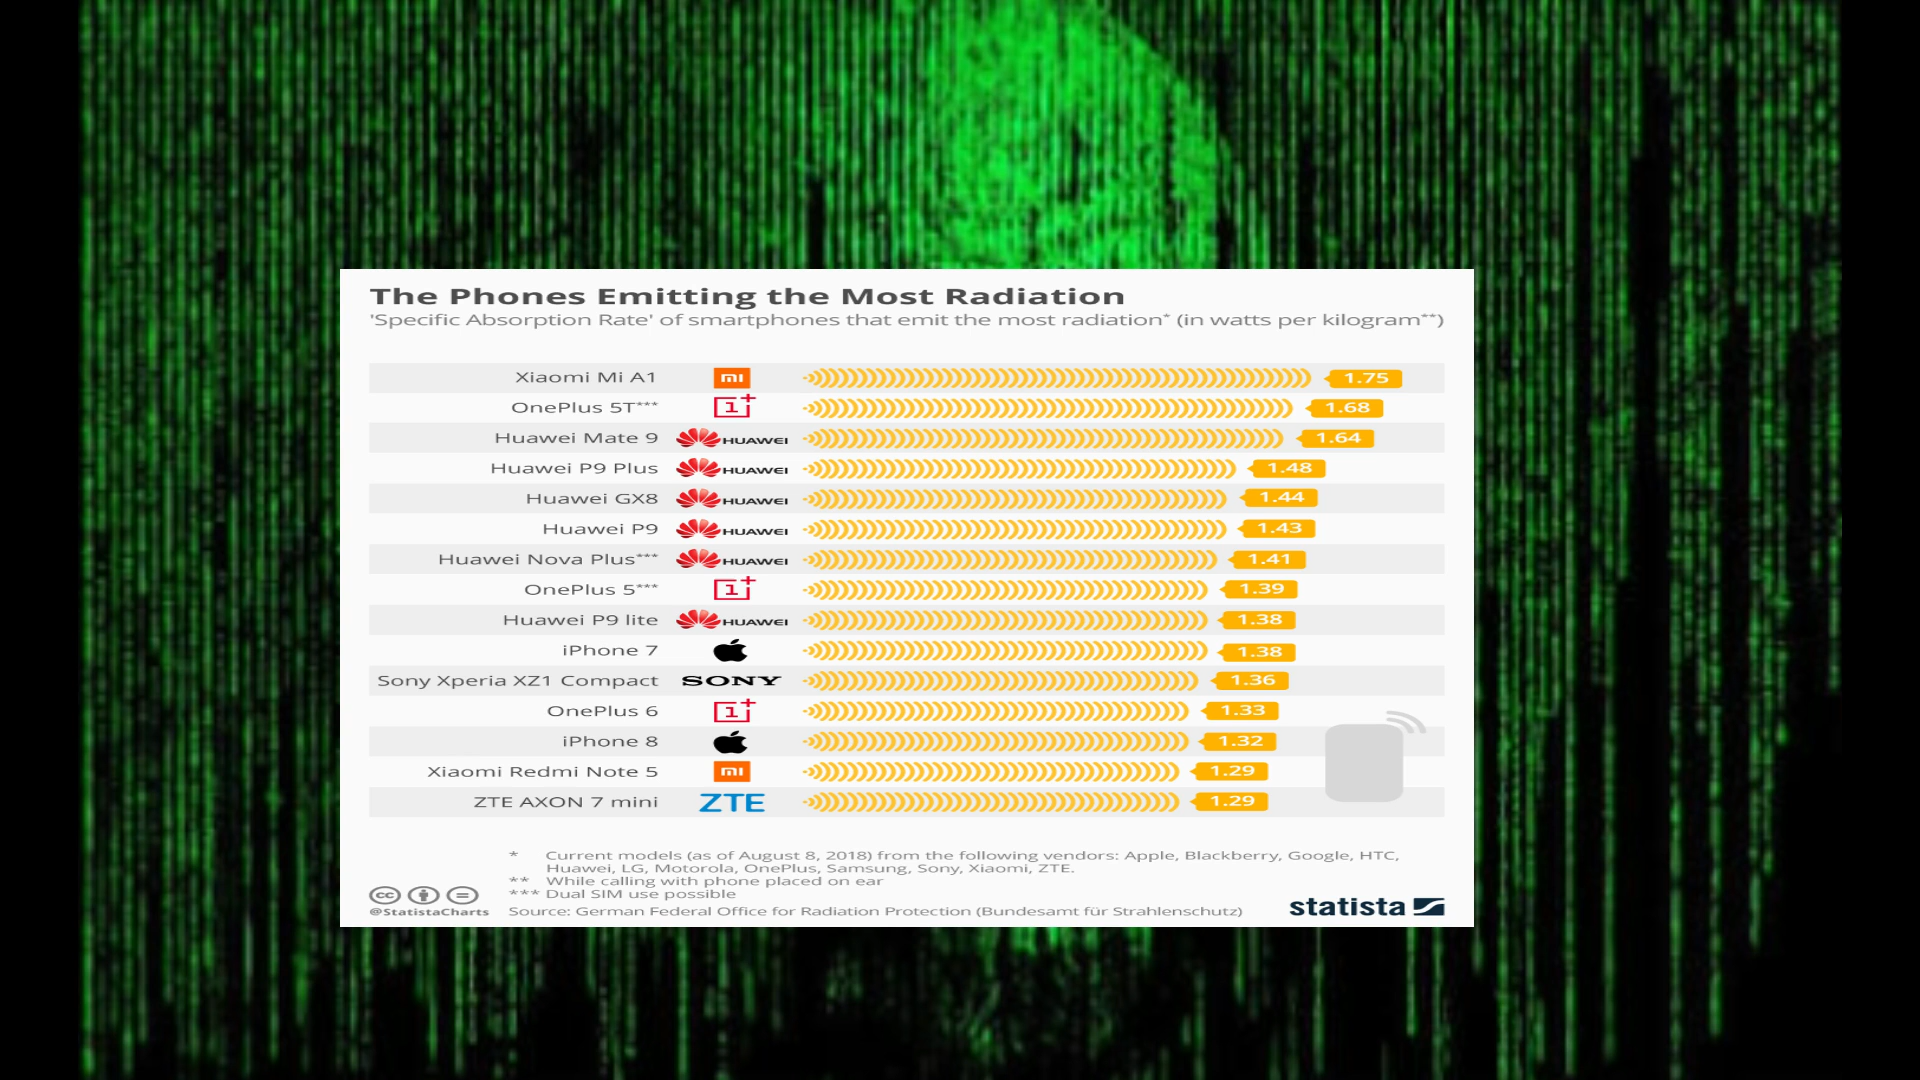 The Phones Emitting the Most Radiation
'Specific Absorption Rate' of smartphones that emit the most radiation* (in watts per kilogram**)
Xiaomi Mi A1 mi 1.75
OnePlus 5T*** 1+ 1.68
Huawei Mate 9 HUAWEI 1.64
Huawei P9 Plus HUAWEI 1.48
Huawei GX8 HUAWEI 1.44
Huawei P9 HUAWEI 1.43
Huawei Nova Plus*** HUAWEI 1.41
OnePlus 5*** 1+ 1.39
Huawei P9 lite HUAWEI 1.38
iPhone 7 1.38
Sony Xperia XZ1 Compact SONY 1.36
OnePlus 6 1+ 1.33
iPhone 8 1.32
Xiaomi Redmi Note 5 mi 1.29
ZTE AXON 7 mini ZTE 1.29
* Current models (as of August 8, 2018) from the following vendors: Apple, Blackberry, Google, HTC,
Huawei, LG, Motorola, OnePlus, Samsung, Sony, Xiaomi, ZTE.
** While calling with phone placed on ear
*** Dual SIM use possible
cc
@StatistaCharts Source: German Federal Office for Radiation Protection (Bundesamt für Strahlenschutz)
statista